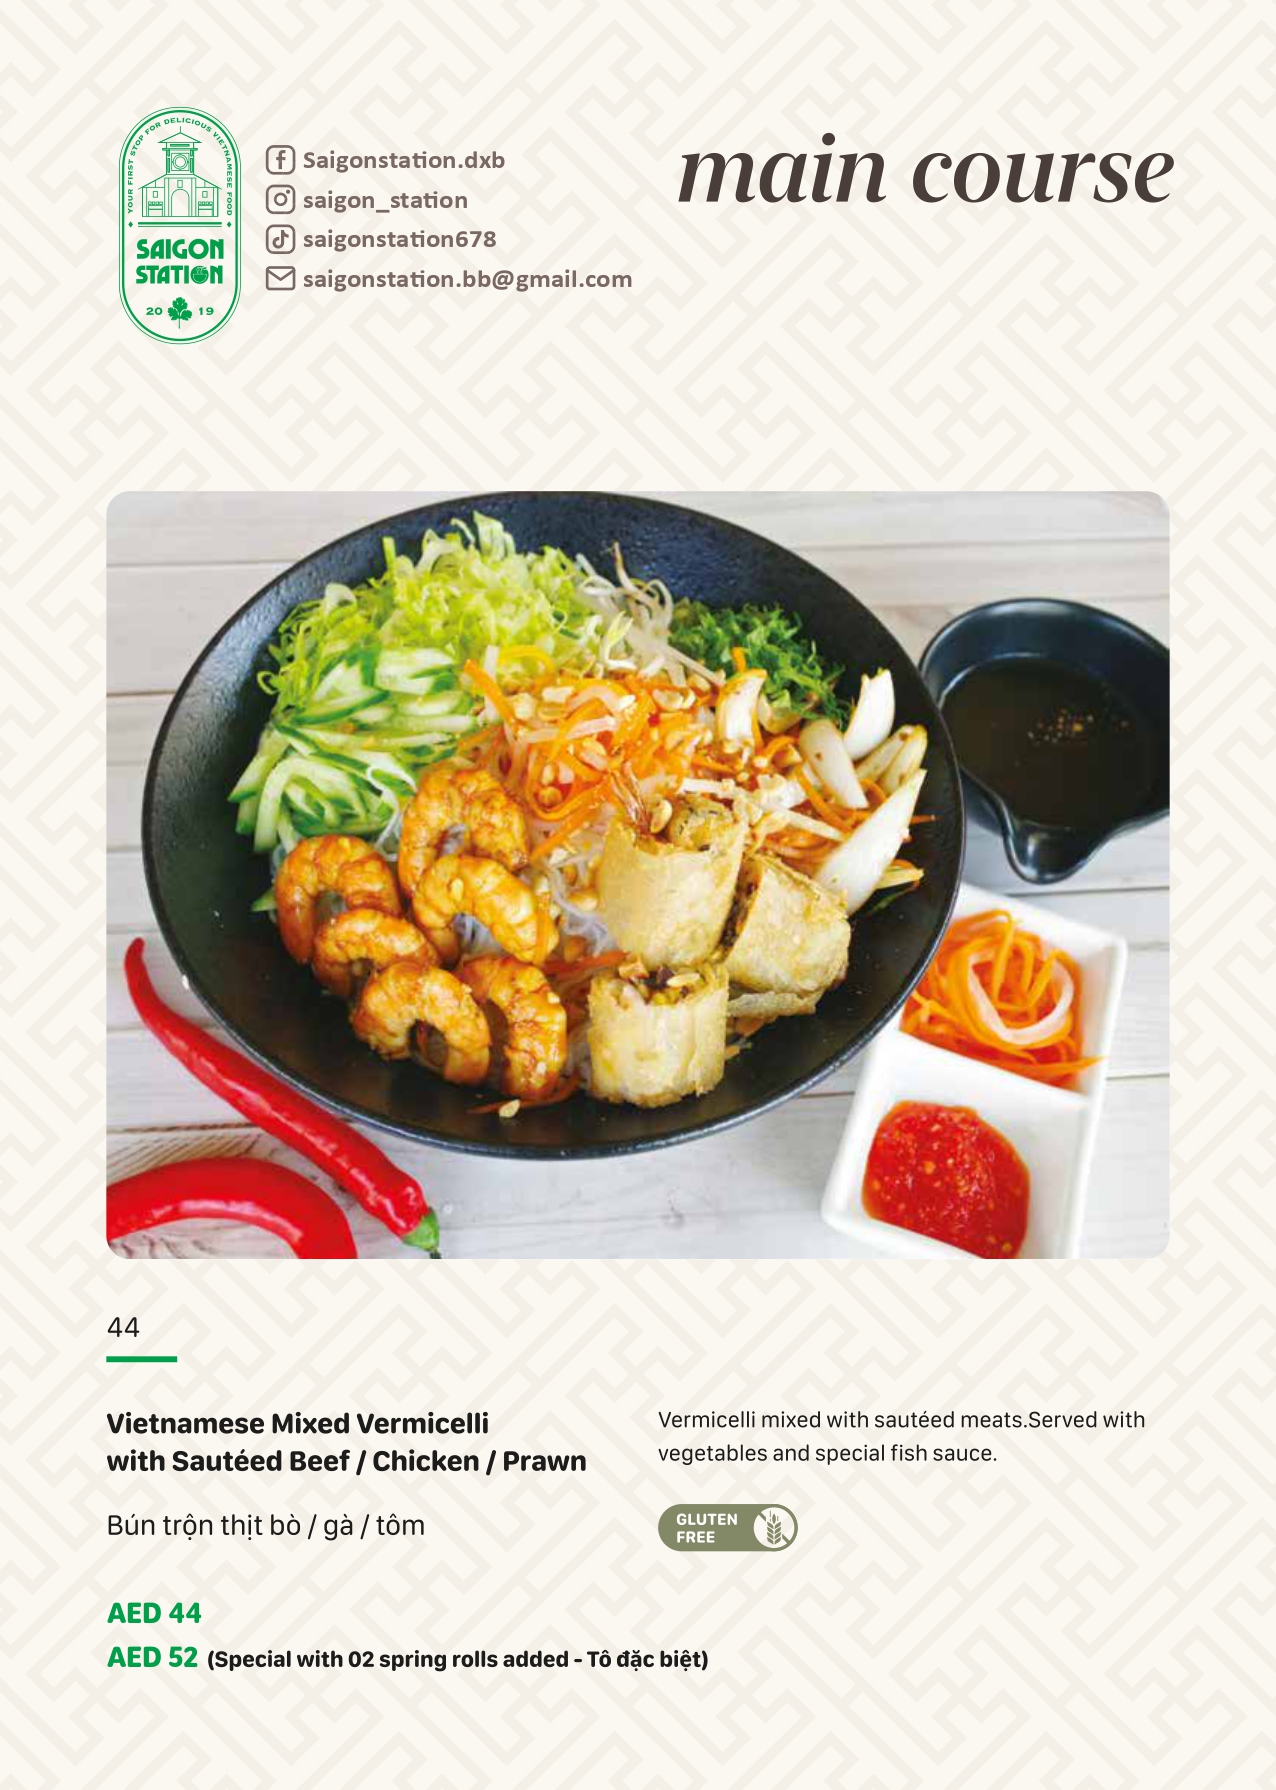 YOUR FIRST STOP FOR DELICIOUS VIETNAMESE FOOD
SAIGON
STATION
20 19
Saigonstation.dxb
saigon_station
saigonstation678
saigonstation.bb@gmail.com
main course
44
Vietnamese Mixed Vermicelli
with Sautéed Beef / Chicken / Prawn
Bún trộn thịt bò / gà / tôm
Vermicelli mixed with sautéed meats.Served with
vegetables and special fish sauce.
GLUTEN
FREE
AED 44
AED 52 (Special with 02 spring rolls added - Tô đặc biệt)